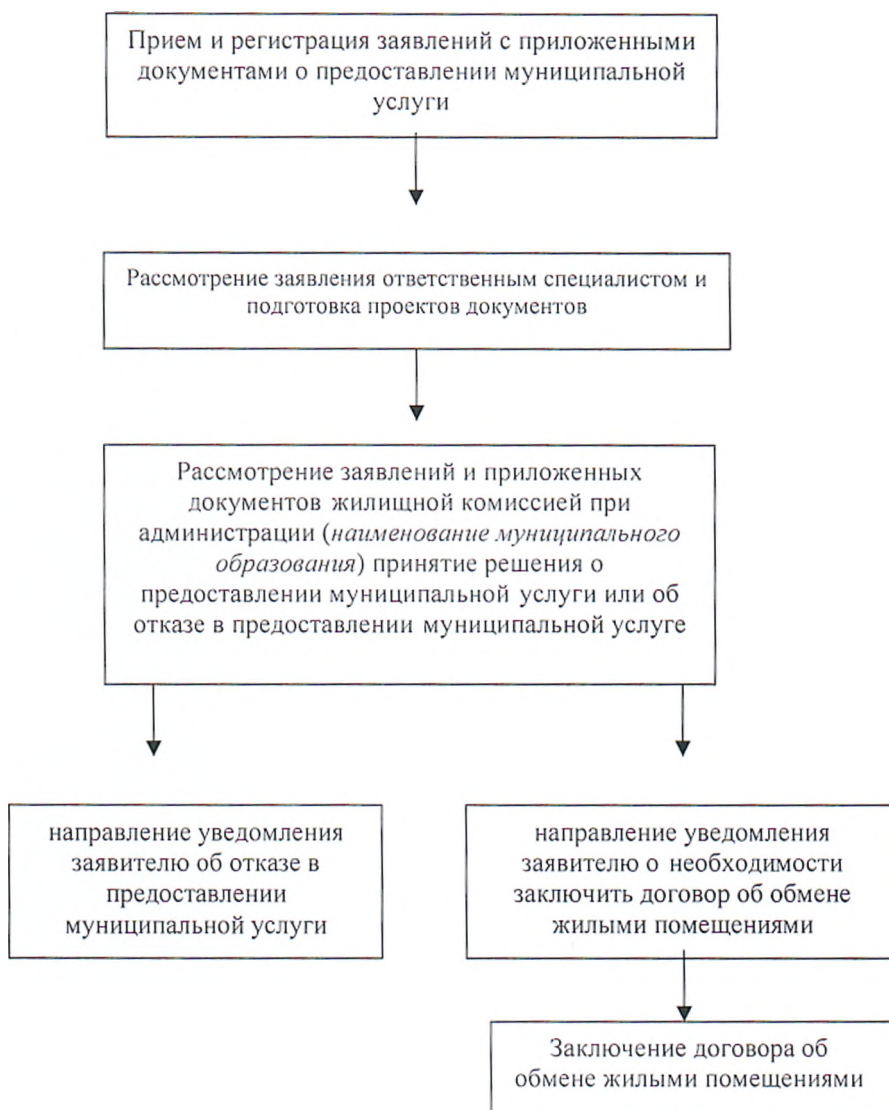 Прием и регистрация заявлений с приложенными
документами о предоставлении муниципальной
услуги
Рассмотрение заявления ответственным специалистом и
подготовка проектов документов
Рассмотрение заявлений и приложенных
документов жилищной комиссией при
администрации (наименование муниципального
образования) принятие решения о
предоставлении муниципальной услуги или об
отказе в предоставлении муниципальной услуге
направление уведомления
заявителю об отказе в
предоставлении
муниципальной услуги
направление уведомления
заявителю о необходимости
заключить договор об обмене
жилыми помещениями
Заключение договора об
обмене жилыми помещениями